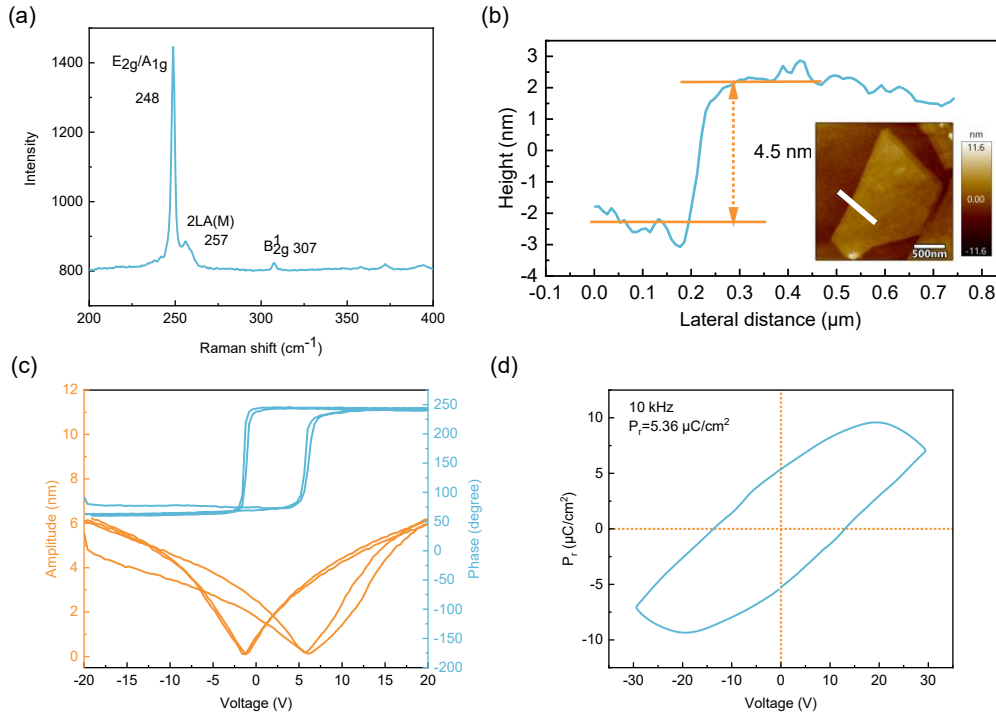 (a)
E2g/A1g
248
2LA(M)
257
B12g 307
1400
1200
1000
800
200 250 300 350 400
Intensity
Raman shift (cm-1)
(b)
3
2
1
0
-1
-2
-3
-4
-0.1 0.0 0.1 0.2 0.3 0.4 0.5 0.6 0.7 0.8
Height (nm)
Lateral distance (μm)
4.5 nm
500nm
nm
11.6
0.00
-11.6
(c)
12
10
8
6
4
2
0
Amplitude (nm)
-20 -15 -10 -5 0 5 10 15 20
Voltage (V)
250
200
150
100
50
0
-50
-100
-150
-200
Phase (degree)
(d)
10 kHz
Pr=5.36 μC/cm2
10
5
0
-5
-10
Pr (μC/cm2)
-30 -20 -10 0 10 20 30
Voltage (V)